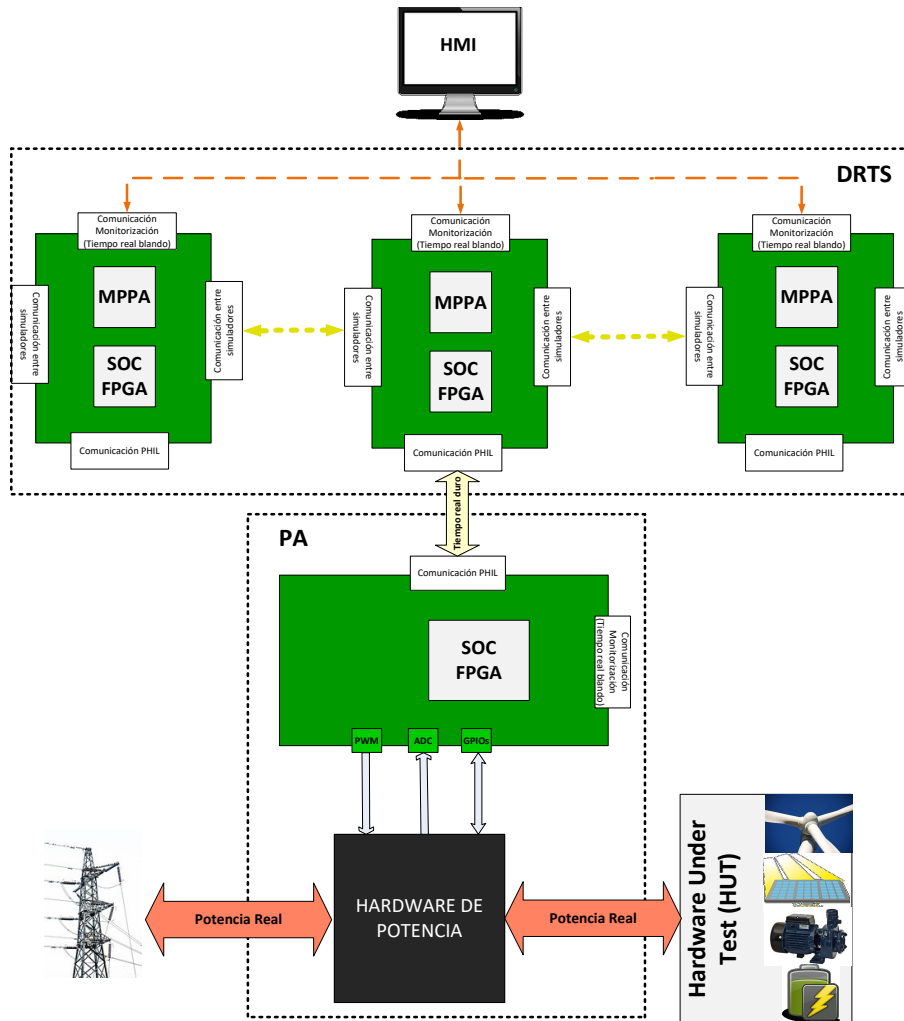 HMI
DRTS
Comunicación
Monitorización
(Tiempo real blando)
Comunicación
Monitorización
(Tiempo real blando)
Comunicación
Monitorización
(Tiempo real blando)
Comunicación entre
simuladores
MPPA
SOC
FPGA
Comunicación entre
simuladores
Comunicación entre
simuladores
MPPA
SOC
FPGA
Comunicación entre
simuladores
Comunicación entre
simuladores
MPPA
SOC
FPGA
Comunicación entre
simuladores
Comunicación PHIL
Comunicación PHIL
Comunicación PHIL
Tiempo real duro
PA
Comunicación PHIL
SOC
FPGA
Comunicación
Monitorización
(Tiempo real blando)
PWM
ADC
GPIOs
Potencia Real
HARDWARE DE
POTENCIA
Potencia Real
Hardware Under
Test (HUT)